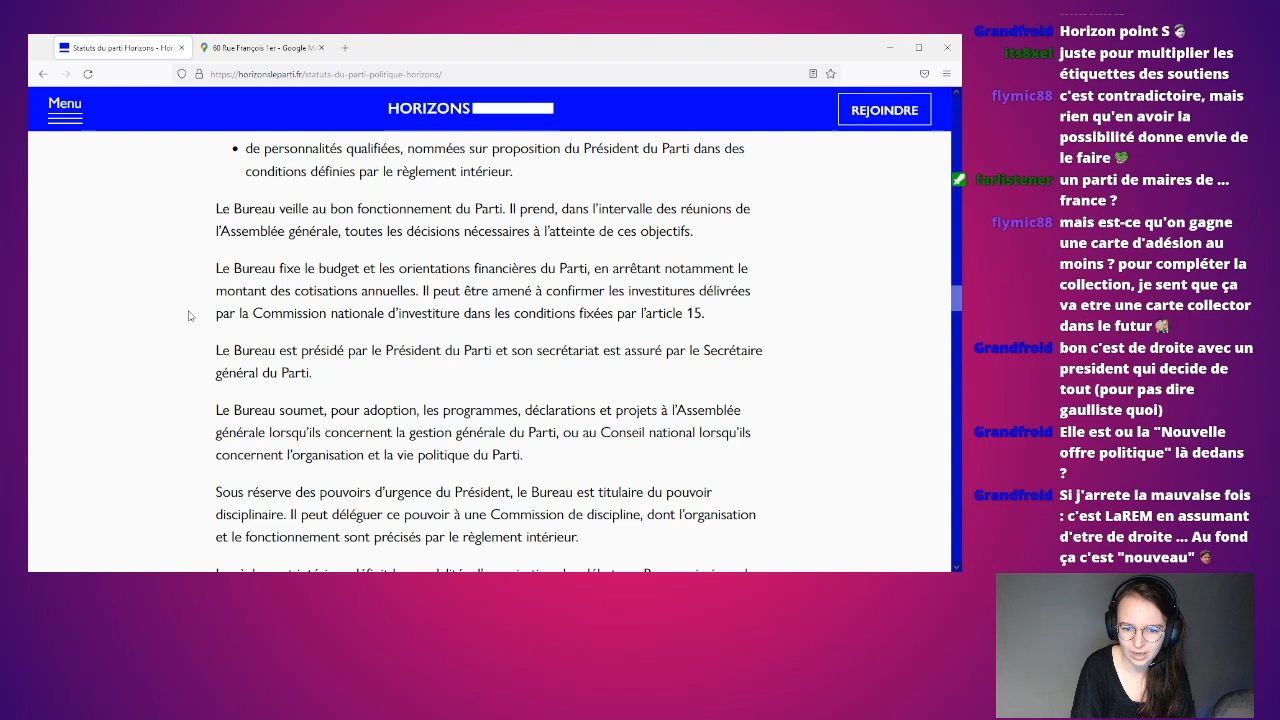 Statuts du parti Horizons - Hori
60 Rue François 1er - Google M
https://horizonsleparti.fr/statuts-du-parti-politique-horizons/
Menu
HORIZONS
REJOINDRE
de personnalités qualifiées, nommées sur proposition du Président du Parti dans des
conditions définies par le règlement intérieur.
Le Bureau veille au bon fonctionnement du Parti. Il prend, dans l'intervalle des réunions de
l'Assemblée générale, toutes les décisions nécessaires à l'atteinte de ces objectifs.
Le Bureau fixe le budget et les orientations financières du Parti, en arrêtant notamment le
montant des cotisations annuelles. Il peut être amené à confirmer les investitures délivrées
par la Commission nationale d'investiture dans les conditions fixées par l'article 15.
Le Bureau est présidé par le Président du Parti et son secrétariat est assuré par le Secrétaire
général du Parti.
Le Bureau soumet, pour adoption, les programmes, déclarations et projets à l'Assemblée
générale lorsqu'ils concernent la gestion générale du Parti, ou au Conseil national lorsqu'ils
concernent l'organisation et la vie politique du Parti.
Sous réserve des pouvoirs d'urgence du Président, le Bureau est titulaire du pouvoir
disciplinaire. Il peut déléguer ce pouvoir à une Commission de discipline, dont l'organisation
et le fonctionnement sont précisés par le règlement intérieur.
Grandfroid Horizon point S
its8xel juste pour multiplier les
étiquettes des soutiens
flymic88 c'est contradictoire, mais
rien qu'en avoir la
possibilité donne envie de
le faire
farlistener un parti de maires de ...
france ?
flymic88 mais est-ce qu'on gagne
une carte d'adésion au
moins ? pour compléter la
collection, je sent que ça
va etre une carte collector
dans le futur
Grandfroid bon c'est de droite avec un
president qui decide de
tout (pour pas dire
gaulliste quoi)
Grandfroid Elle est ou la "Nouvelle
offre politique" là dedans
?
Grandfroid Si j'arrete la mauvaise fois
: c'est LaREM en assumant
d'etre de droite ... Au fond
ça c'est "nouveau"